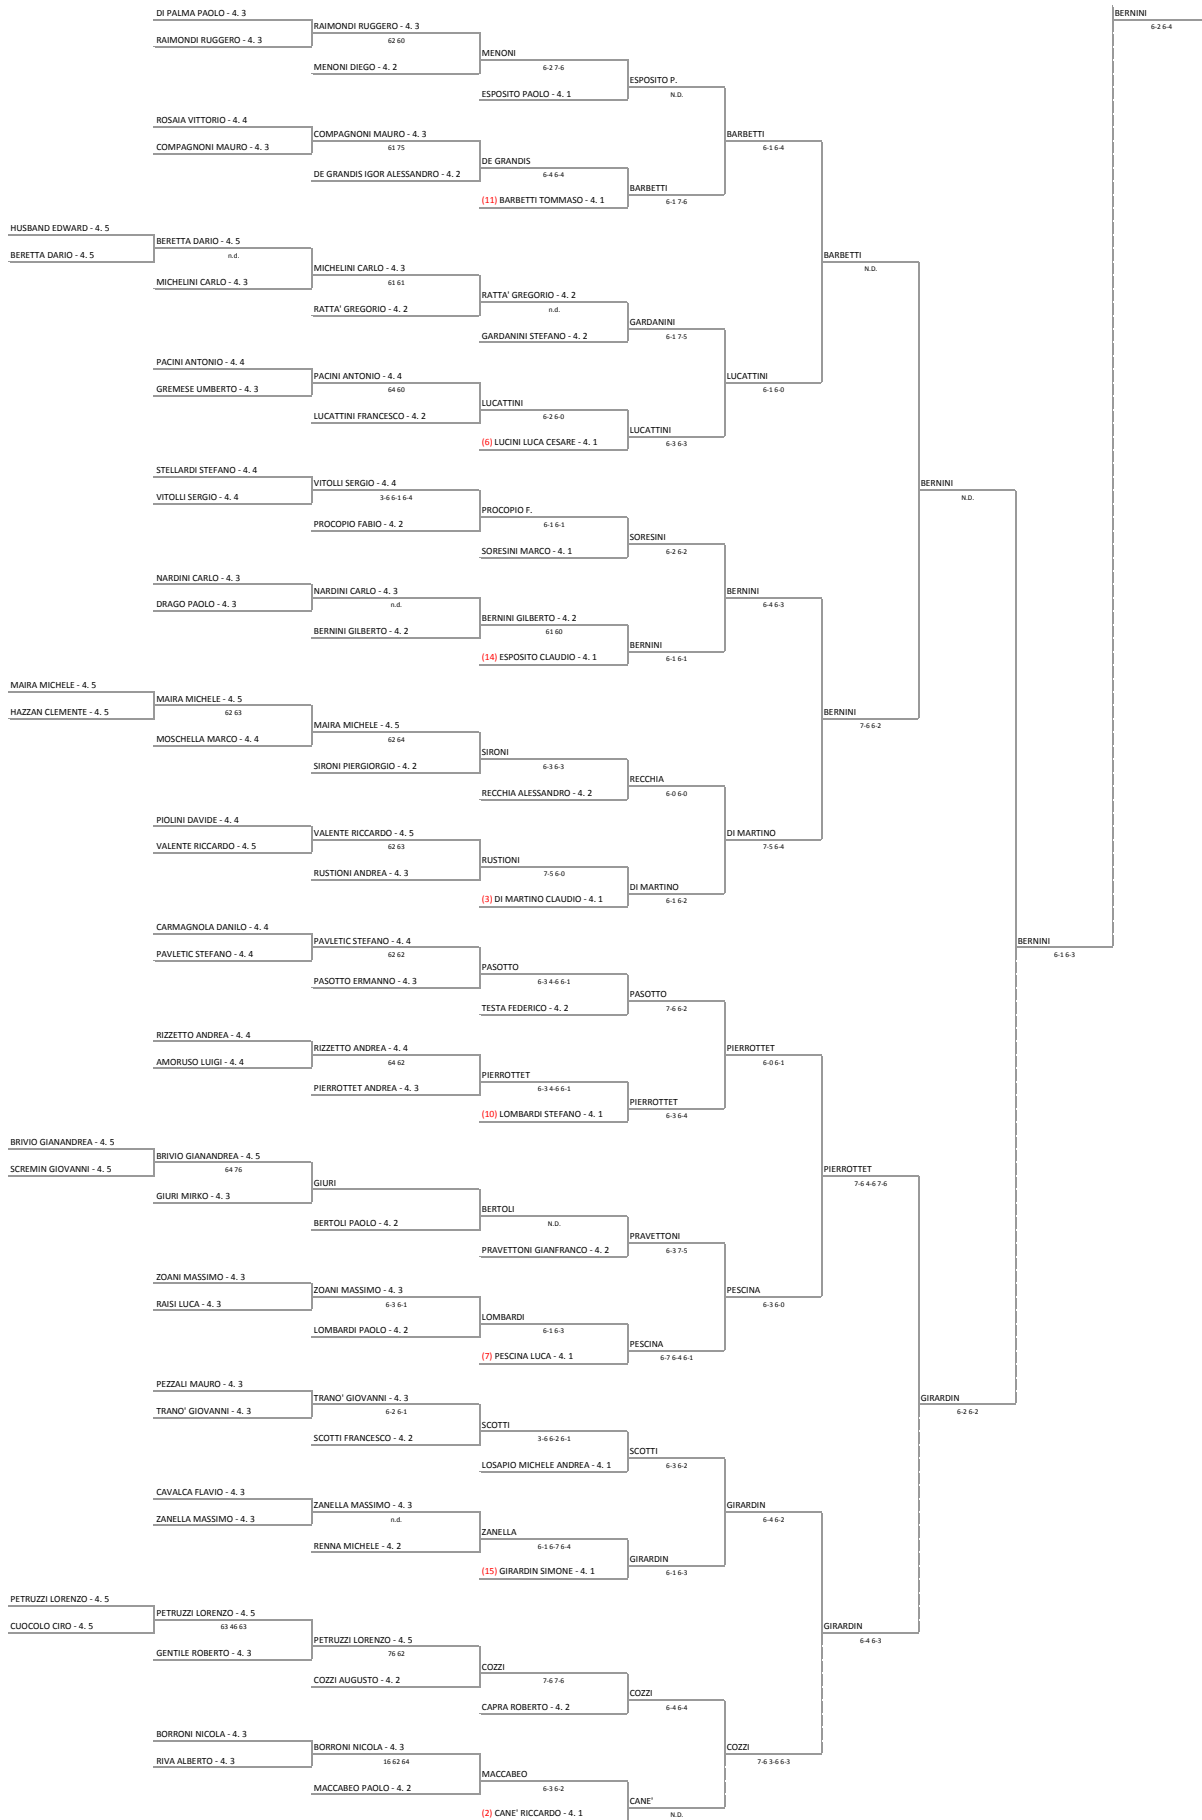 DI PALMA PAOLO - 4. 3
BERNINI
RAIMONDI RUGGERO - 4. 3
6-2 6-4
RAIMONDI RUGGERO - 4. 3
62 60
MENONI
MENONI DIEGO - 4. 2
6-2 7-6
ESPOSITO P.
ESPOSITO PAOLO - 4. 1
N.D.
ROSAIA VITTORIO - 4. 4
COMPAGNONI MAURO - 4. 3
BARBETTI
COMPAGNONI MAURO - 4. 3
61 75
6-1 6-4
DE GRANDIS
DE GRANDIS IGOR ALESSANDRO - 4. 2
6-4 6-4
BARBETTI
(11) BARBETTI TOMMASO - 4. 1
6-1 7-6
HUSBAND EDWARD - 4. 5
BERETTA DARIO - 4. 5
BERETTA DARIO - 4. 5
n.d.
BARBETTI
MICHELINI CARLO - 4. 3
N.D.
MICHELINI CARLO - 4. 3
61 61
RATTA' GREGORIO - 4. 2
RATTA' GREGORIO - 4. 2
n.d.
GARDANINI
GARDANINI STEFANO - 4. 2
6-1 7-5
PACINI ANTONIO - 4. 4
PACINI ANTONIO - 4. 4
LUCATTINI
GREMESE UMBERTO - 4. 3
64 60
6-1 6-0
LUCATTINI
LUCATTINI FRANCESCO - 4. 2
6-2 6-0
LUCATTINI
(6) LUCINI LUCA CESARE - 4. 1
6-3 6-3
STELLARDI STEFANO - 4. 4
VITOLLI SERGIO - 4. 4
BERNINI
VITOLLI SERGIO - 4. 4
3-6 6-1 6-4
N.D.
PROCOPIO F.
PROCOPIO FABIO - 4. 2
6-1 6-1
SORESINI
SORESINI MARCO - 4. 1
6-2 6-2
NARDINI CARLO - 4. 3
NARDINI CARLO - 4. 3
BERNINI
DRAGO PAOLO - 4. 3
n.d.
6-4 6-3
BERNINI GILBERTO - 4. 2
BERNINI GILBERTO - 4. 2
61 60
BERNINI
(14) ESPOSITO CLAUDIO - 4. 1
6-1 6-1
MAIRA MICHELE - 4. 5
MAIRA MICHELE - 4. 5
HAZZAN CLEMENTE - 4. 5
62 63
BERNINI
MAIRA MICHELE - 4. 5
7-6 6-2
MOSCHELLA MARCO - 4. 4
62 64
SIRONI
SIRONI PIERGIORGIO - 4. 2
6-3 6-3
RECCHIA
RECCHIA ALESSANDRO - 4. 2
6-0 6-0
PIOLINI DAVIDE - 4. 4
VALENTE RICCARDO - 4. 5
DI MARTINO
VALENTE RICCARDO - 4. 5
62 63
7-5 6-4
RUSTIONI
RUSTIONI ANDREA - 4. 3
7-5 6-0
DI MARTINO
(3) DI MARTINO CLAUDIO - 4. 1
6-1 6-2
CARMAGNOLA DANILO - 4. 4
PAVLETIC STEFANO - 4. 4
BERNINI
PAVLETIC STEFANO - 4. 4
62 62
6-1 6-3
PASOTTO
PASOTTO ERMANNO - 4. 3
6-3 4-6 6-1
PASOTTO
TESTA FEDERICO - 4. 2
7-6 6-2
RIZZETTO ANDREA - 4. 4
RIZZETTO ANDREA - 4. 4
PIERROTTET
AMORUSO LUIGI - 4. 4
64 62
6-0 6-1
PIERROTTET
PIERROTTET ANDREA - 4. 3
6-3 4-6 6-1
PIERROTTET
(10) LOMBARDI STEFANO - 4. 1
6-3 6-4
BRIVIO GIANANDREA - 4. 5
BRIVIO GIANANDREA - 4. 5
SCREMIN GIOVANNI - 4. 5
64 76
PIERROTTET
GIURI
7-6 4-6 7-6
GIURI MIRKO - 4. 3
BERTOLI
BERTOLI PAOLO - 4. 2
N.D.
PRAVETTONI
PRAVETTONI GIANFRANCO - 4. 2
6-3 7-5
ZOANI MASSIMO - 4. 3
ZOANI MASSIMO - 4. 3
PESCINA
RAISI LUCA - 4. 3
6-3 6-1
6-3 6-0
LOMBARDI
LOMBARDI PAOLO - 4. 2
6-1 6-3
PESCINA
(7) PESCINA LUCA - 4. 1
6-7 6-4 6-1
PEZZALI MAURO - 4. 3
TRANO' GIOVANNI - 4. 3
GIRARDIN
TRANO' GIOVANNI - 4. 3
6-2 6-1
6-2 6-2
SCOTTI
SCOTTI FRANCESCO - 4. 2
3-6 6-2 6-1
SCOTTI
LOSAPIO MICHELE ANDREA - 4. 1
6-3 6-2
CAVALCA FLAVIO - 4. 3
ZANELLA MASSIMO - 4. 3
GIRARDIN
ZANELLA MASSIMO - 4. 3
n.d.
6-4 6-2
ZANELLA
RENNA MICHELE - 4. 2
6-1 6-7 6-4
GIRARDIN
(15) GIRARDIN SIMONE - 4. 1
6-1 6-3
PETRUZZI LORENZO - 4. 5
PETRUZZI LORENZO - 4. 5
CUOCOLO CIRO - 4. 5
63 46 63
GIRARDIN
PETRUZZI LORENZO - 4. 5
6-4 6-3
GENTILE ROBERTO - 4. 3
76 62
COZZI
COZZI AUGUSTO - 4. 2
7-6 7-6
COZZI
CAPRA ROBERTO - 4. 2
6-4 6-4
BORRONI NICOLA - 4. 3
BORRONI NICOLA - 4. 3
COZZI
RIVA ALBERTO - 4. 3
16 62 64
7-6 3-6 6-3
MACCABEO
MACCABEO PAOLO - 4. 2
6-3 6-2
CANE'
(2) CANE' RICCARDO - 4. 1
N.D.